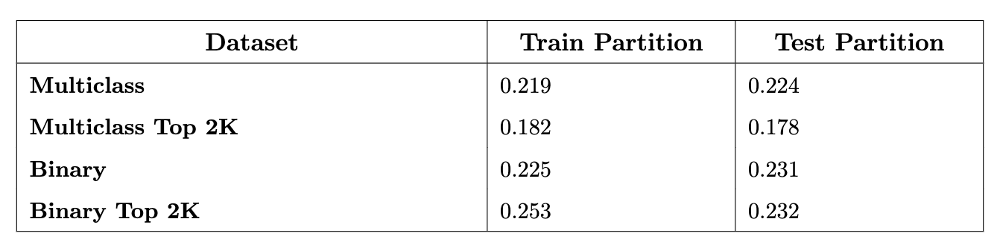 Dataset Train Partition Test Partition
Multiclass 0.219 0.224
Multiclass Top 2K 0.182 0.178
Binary 0.225 0.231
Binary Top 2K 0.253 0.232